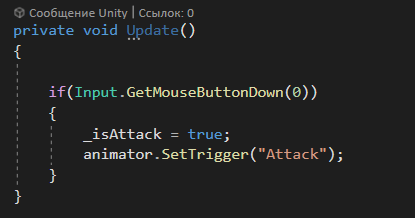 Сообщение Unity | Ссылок: 0
private void Update()
{
if(Input.GetMouseButtonDown(0))
{
_isAttack = true;
animator.SetTrigger("Attack");
}
}